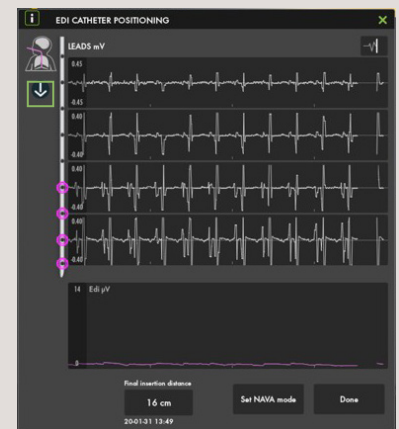 i EDI CATHETER POSITIONING
LEADS mV
0.45
-0.45
0.40
-0.40
0.40
-0.40
0.40
-0.40
14 Edi µV
0
Final insertion distance
16 cm
Set NAVA mode
Done
20-01-31 13:49